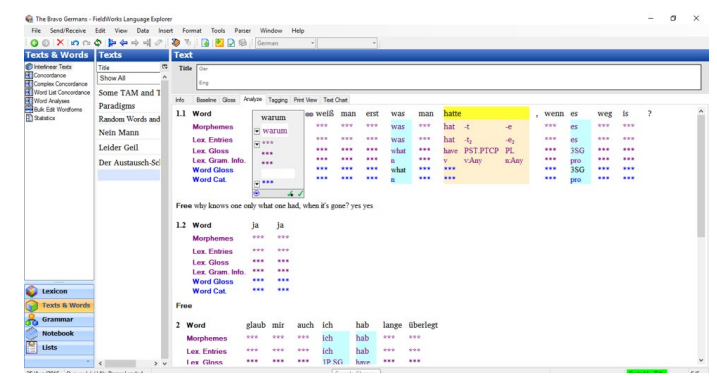 The Bravo Germans - FieldWorks Language Explorer
File Send/Receive Edit View Data Insert Format Tools Parser Window Help
German
Texts & Words
Interlinear Texts
Concordance
Complex Concordance
Word List Concordance
Word Analyses
Bulk Edit Wordforms
Statistics
Lexicon
Texts & Words
Grammar
Notebook
Lists
Texts
Title
Show All
Some TAM and T
Paradigms
Random Words and
Nein Mann
Leider Geil
Der Austausch-Sch
Text
Title Ger
Eng
Info Baseline Gloss Analyze Tagging Print View Text Chart
1.1 Word warum weiß man erst was man hatte , wenn es weg is ?
Morphemes warum *** *** *** was *** hat -t -e *** es *** ***
Lex. Entries *** *** *** *** was *** hat -t₂ -e₂ *** es *** ***
Lex. Gloss *** *** *** *** what *** have PST.PTCP PL *** 3SG *** ***
Lex. Gram. Info. *** *** *** *** n *** v v:Any n:Any *** pro *** ***
Word Gloss *** *** *** what *** *** *** 3SG *** ***
Word Cat. *** *** *** *** n *** *** *** pro *** ***
Free why knows one only what one had, when it's gone? yes yes
1.2 Word ja ja
Morphemes *** ***
Lex. Entries *** ***
Lex. Gloss *** ***
Lex. Gram. Info. *** ***
Word Gloss *** ***
Word Cat. *** ***
Free
2 Word glaub mir auch ich hab lange überlegt
Morphemes *** *** *** ich hab *** ***
Lex. Entries *** *** *** ich hab *** ***
Lex. Gloss *** *** *** 1P.SG have *** ***